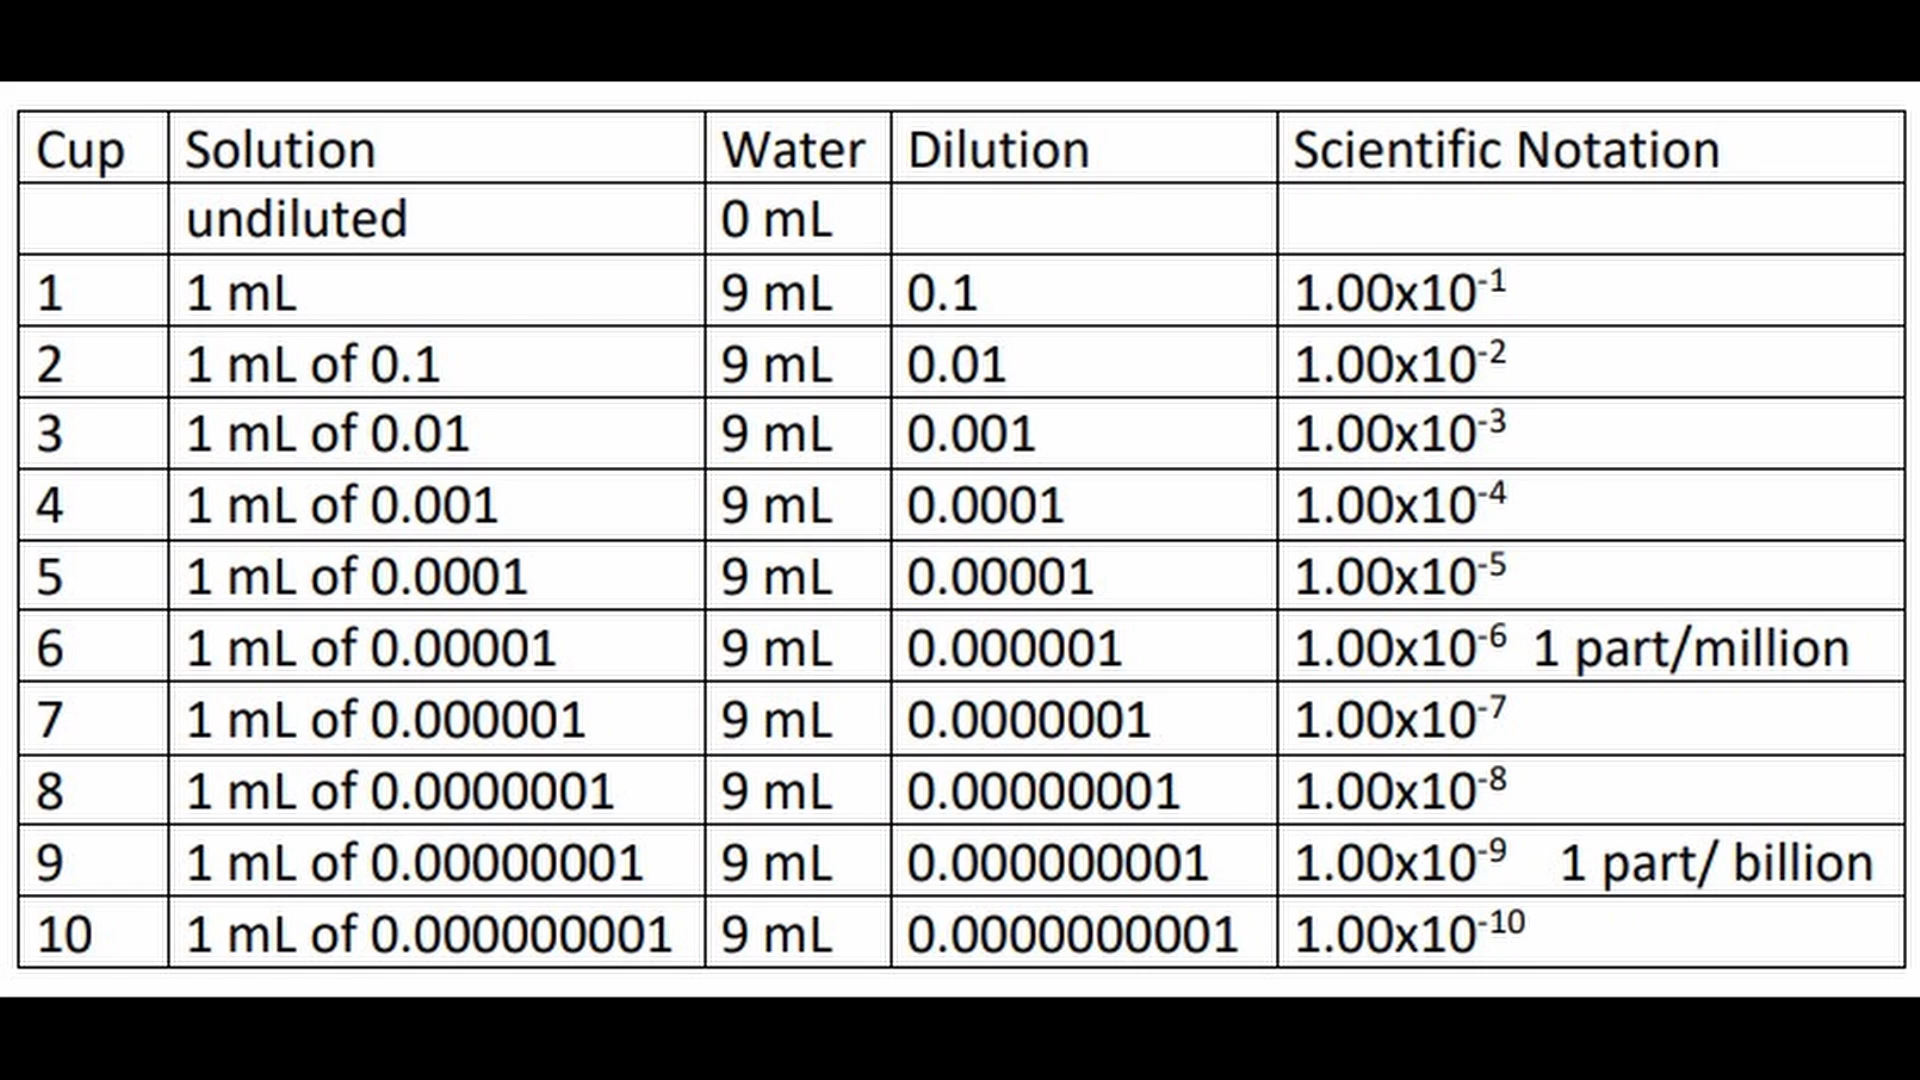 Cup Solution Water Dilution Scientific Notation
undiluted 0 mL
1 1 mL 9 mL 0.1 1.00x10⁻¹
2 1 mL of 0.1 9 mL 0.01 1.00x10⁻²
3 1 mL of 0.01 9 mL 0.001 1.00x10⁻³
4 1 mL of 0.001 9 mL 0.0001 1.00x10⁻⁴
5 1 mL of 0.0001 9 mL 0.00001 1.00x10⁻⁵
6 1 mL of 0.00001 9 mL 0.000001 1.00x10⁻⁶ 1 part/million
7 1 mL of 0.000001 9 mL 0.0000001 1.00x10⁻⁷
8 1 mL of 0.0000001 9 mL 0.00000001 1.00x10⁻⁸
9 1 mL of 0.00000001 9 mL 0.000000001 1.00x10⁻⁹ 1 part/ billion
10 1 mL of 0.000000001 9 mL 0.0000000001 1.00x10⁻¹⁰